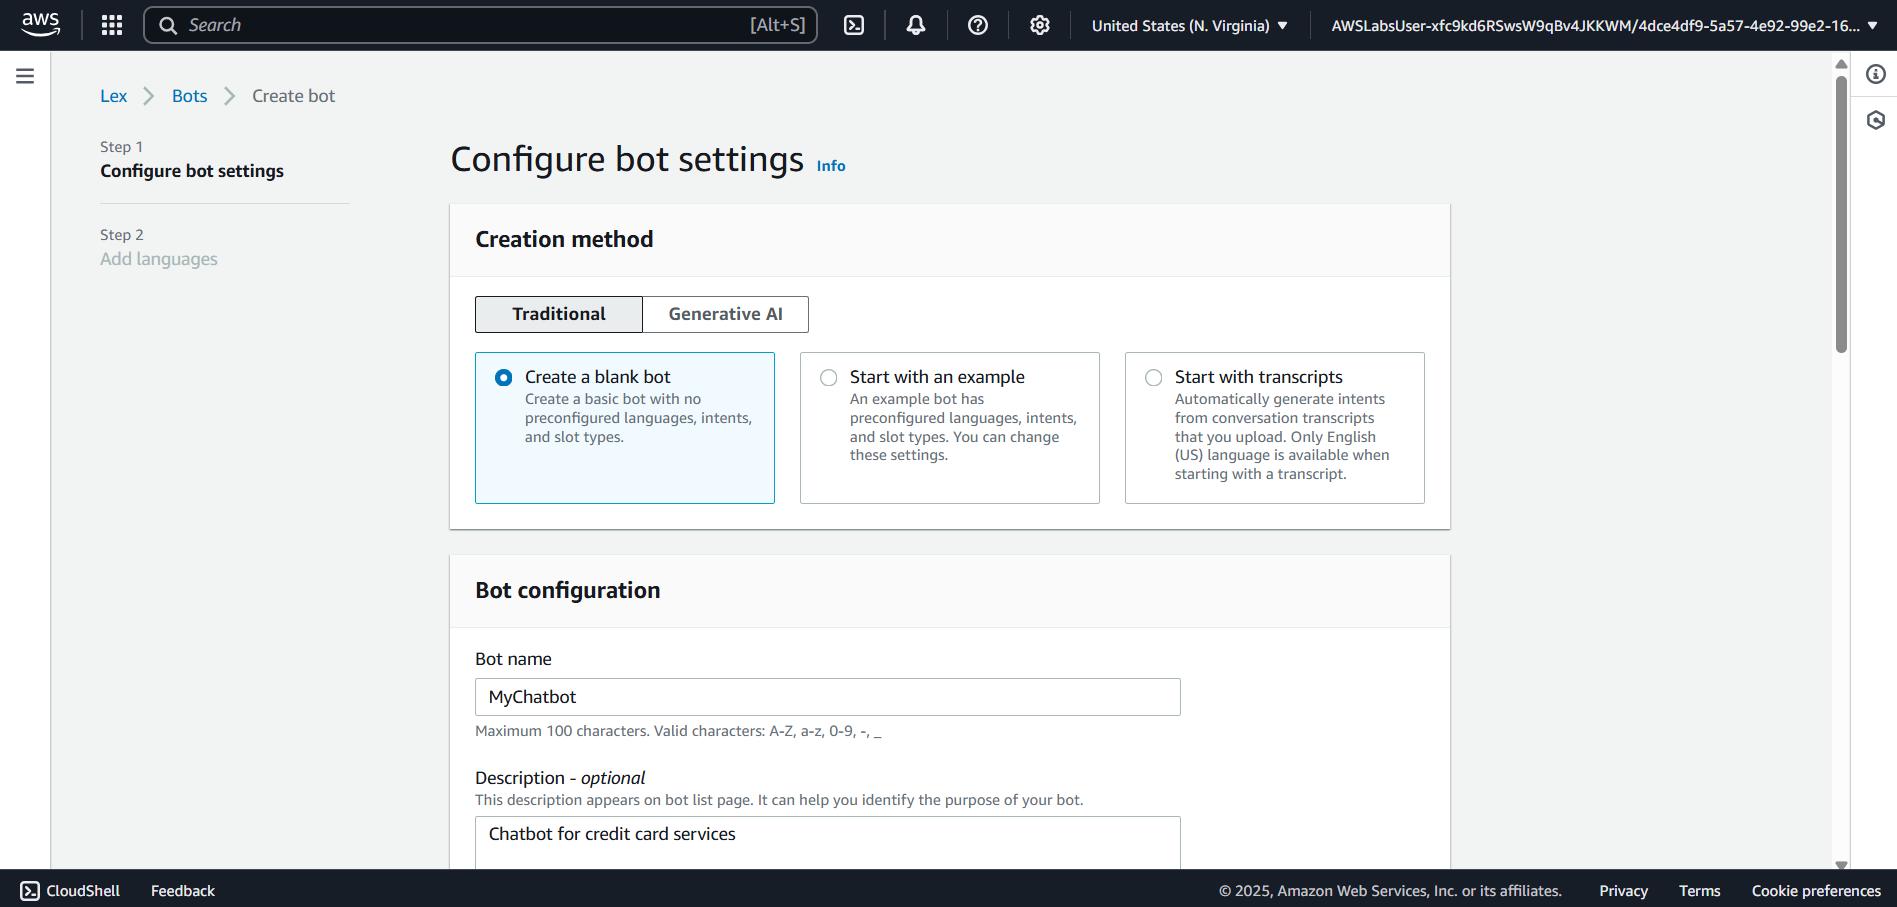 aws
Search
[Alt+S]
United States (N. Virginia)
AWSLabsUser-xfc9kd6RSwsW9qBv4JKKWM/4dce4df9-5a57-4e92-99e2-16...
Lex
Bots
Create bot
Step 1
Configure bot settings
Step 2
Add languages
Configure bot settings
Info
Creation method
Traditional
Generative AI
Create a blank bot
Create a basic bot with no
preconfigured languages, intents,
and slot types.
Start with an example
An example bot has
preconfigured languages, intents,
and slot types. You can change
these settings.
Start with transcripts
Automatically generate intents
from conversation transcripts
that you upload. Only English
(US) language is available when
starting with a transcript.
Bot configuration
Bot name
MyChatbot
Maximum 100 characters. Valid characters: A-Z, a-z, 0-9, -, _
Description - optional
This description appears on bot list page. It can help you identify the purpose of your bot.
Chatbot for credit card services
CloudShell
Feedback
© 2025, Amazon Web Services, Inc. or its affiliates.
Privacy
Terms
Cookie preferences